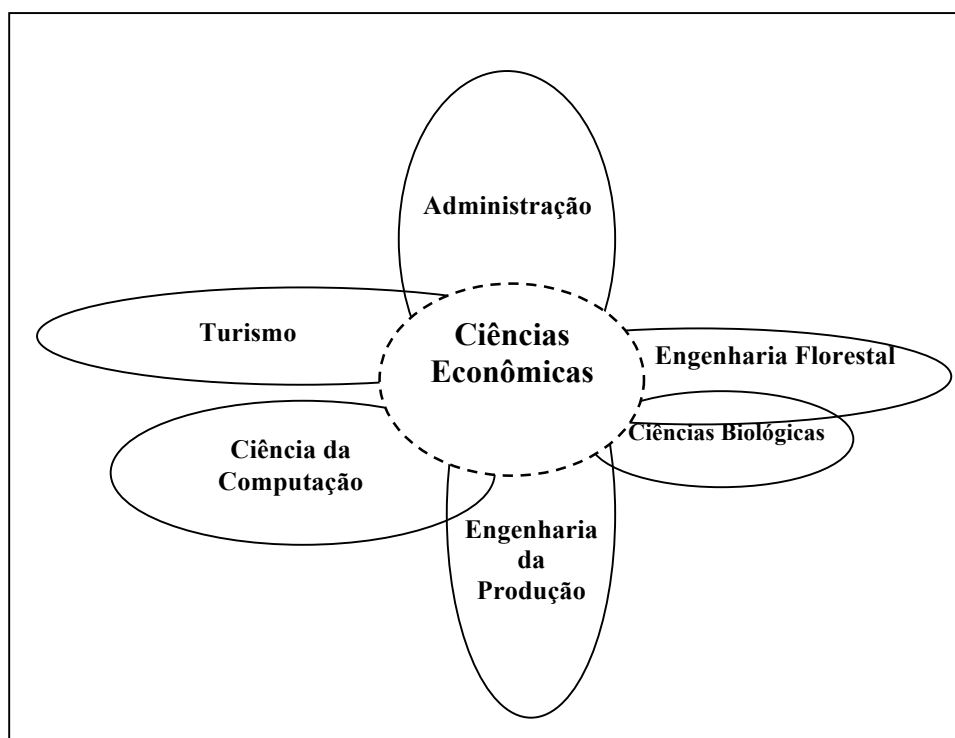 Administração
Turismo
Ciências
Econômicas
Engenharia Florestal
Ciências Biológicas
Ciência da
Computação
Engenharia
da
Produção